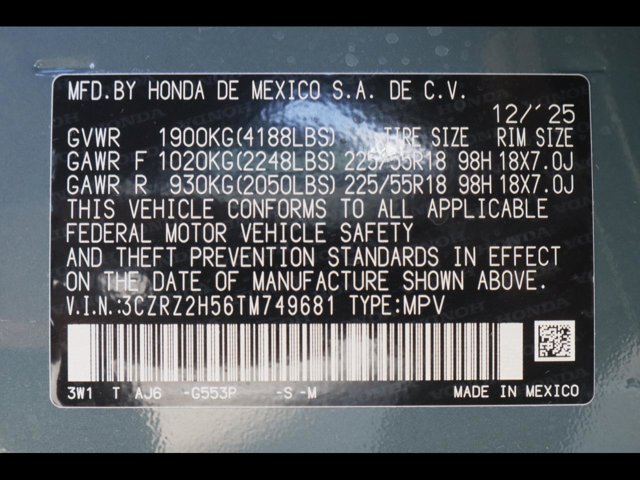 MFD.BY HONDA DE MEXICO S.A. DE C.V.
12/'25
GVWR 1900KG(4188LBS) TIRE SIZE RIM SIZE
GAWR F 1020KG(2248LBS) 225/55R18 98H 18X7.0J
GAWR R 930KG(2050LBS) 225/55R18 98H 18X7.0J
THIS VEHICLE CONFORMS TO ALL APPLICABLE
FEDERAL MOTOR VEHICLE SAFETY
AND THEFT PREVENTION STANDARDS IN EFFECT
ON THE DATE OF MANUFACTURE SHOWN ABOVE.
V.I.N.:3CZRZ2H56TM749681 TYPE:MPV
3W1 T AJ6 -G553P -S -M MADE IN MEXICO